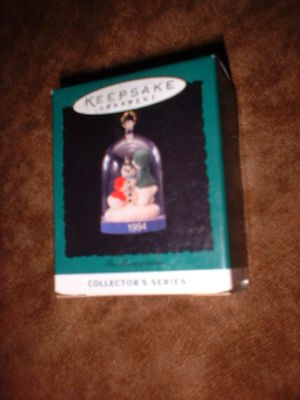 KEEPSAKE
ORNAMENT
1994
COLLECTOR'S SERIES